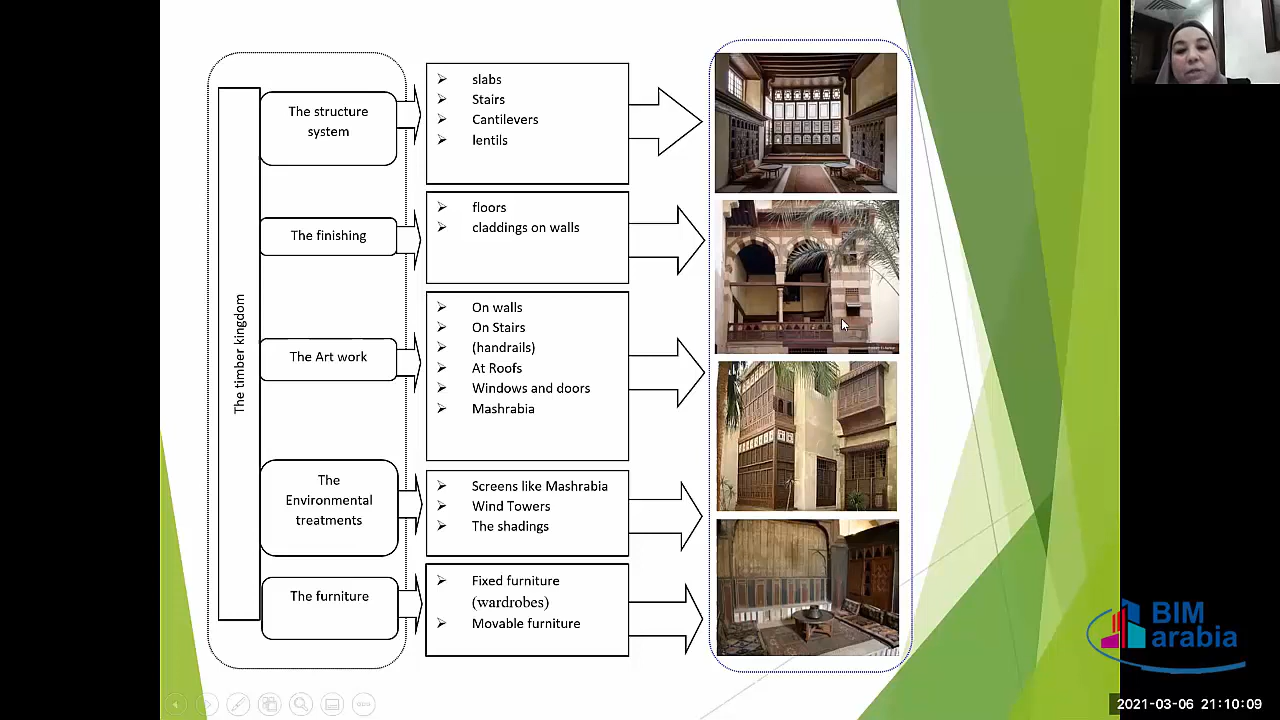 The timber kingdom
The structure
system
slabs
Stairs
Cantilevers
lentils
The finishing
floors
claddings on walls
The Art work
On walls
On Stairs
(handrails)
At Roofs
Windows and doors
Mashrabia
The
Environmental
treatments
Screens like Mashrabia
Wind Towers
The shadings
The furniture
Fixed furniture
(wardrobes)
Movable furniture
BIM
arabia
2021-03-06 21:10:09